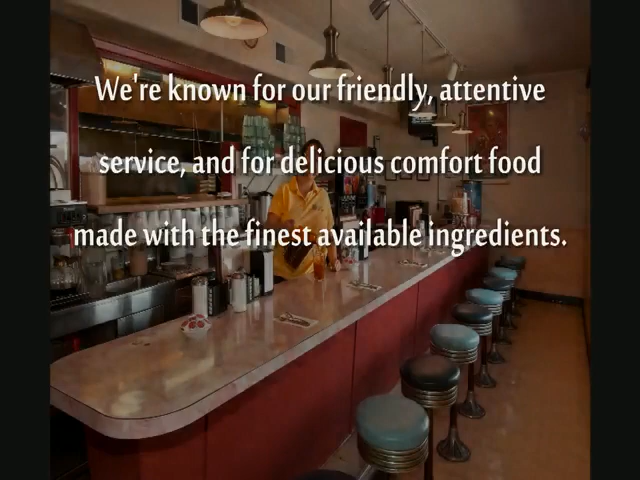 We're known for our friendly, attentive
service, and for delicious comfort food
made with the finest available ingredients.